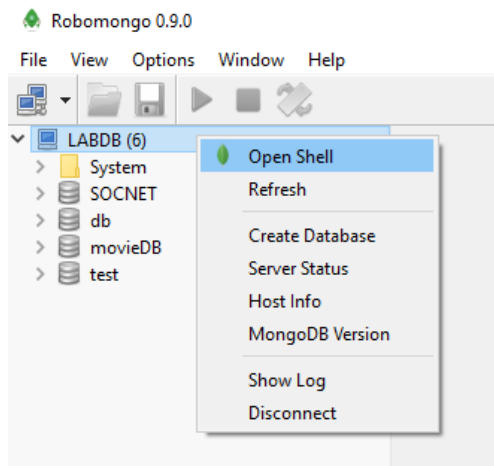 Robomongo 0.9.0
File View Options Window Help
LABDB (6)
System
SOCNET
db
movieDB
test
Open Shell
Refresh
Create Database
Server Status
Host Info
MongoDB Version
Show Log
Disconnect